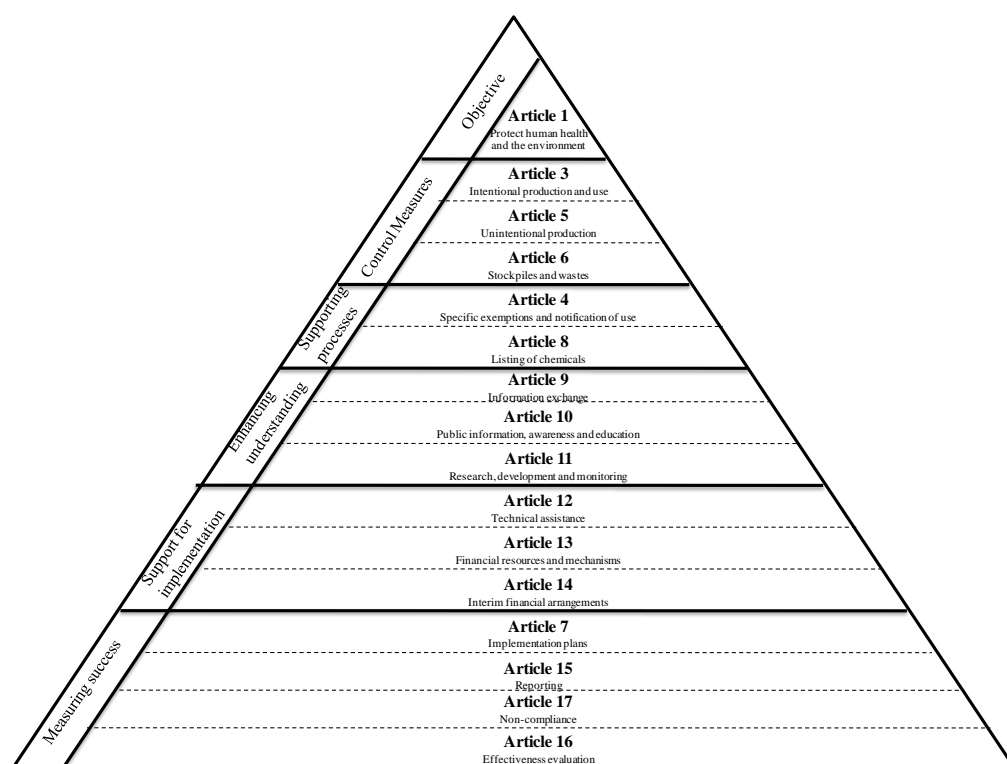 Objective
Article 1
Protect human health
and the environment
Control Measures
Article 3
Intentional production and use
Article 5
Unintentional production
Article 6
Stockpiles and wastes
Supporting
processes
Article 4
Specific exemptions and notification of use
Article 8
Listing of chemicals
Enhancing
understanding
Article 9
Information exchange
Article 10
Public information, awareness and education
Article 11
Research, development and monitoring
Support for
implementation
Article 12
Technical assistance
Article 13
Financial resources and mechanisms
Article 14
Interim financial arrangements
Measuring success
Article 7
Implementation plans
Article 15
Reporting
Article 17
Non-compliance
Article 16
Effectiveness evaluation